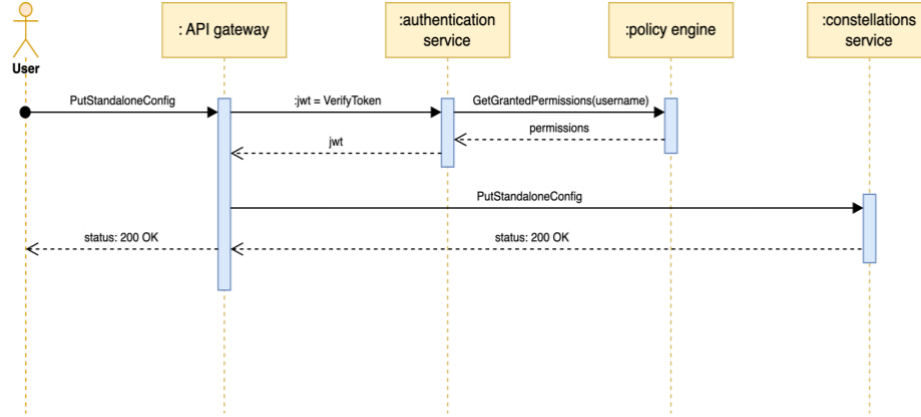 : API gateway
:authentication
service
:policy engine
:constellations
service
User
PutStandaloneConfig
:jwt = VerifyToken
GetGrantedPermissions(username)
permissions
jwt
PutStandaloneConfig
status: 200 OK
status: 200 OK